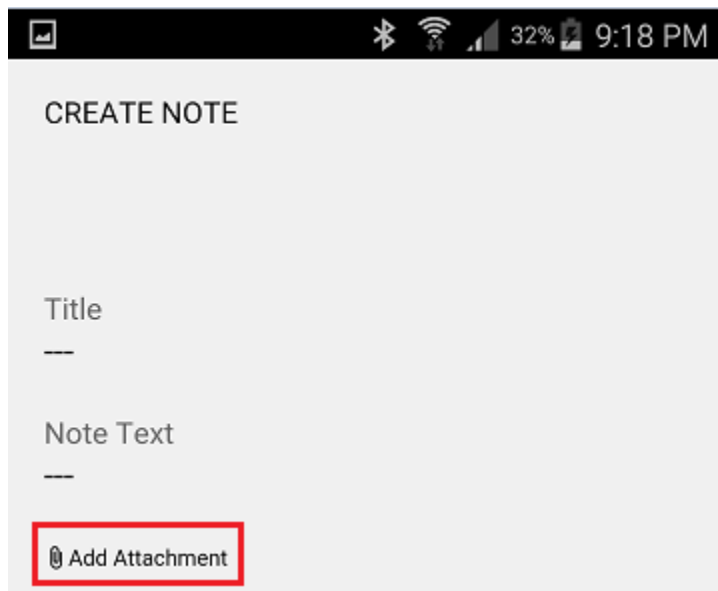 32% 9:18 PM
CREATE NOTE
Title
---
Note Text
---
Add Attachment